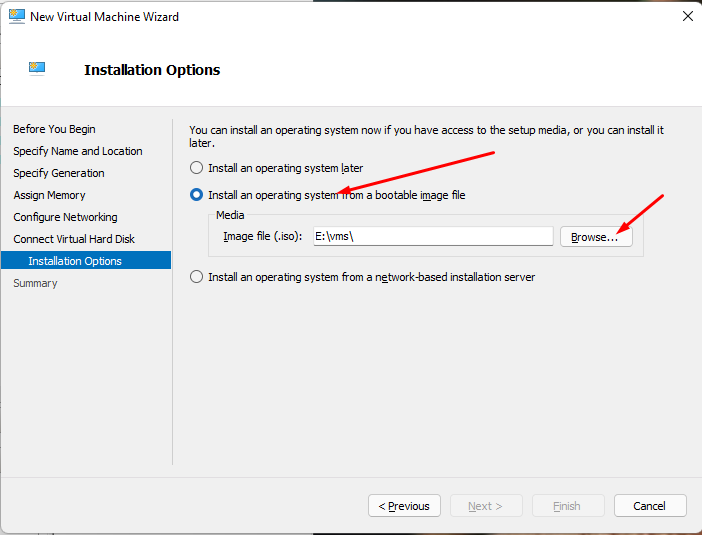 New Virtual Machine Wizard
Installation Options
Before You Begin
Specify Name and Location
Specify Generation
Assign Memory
Configure Networking
Connect Virtual Hard Disk
Installation Options
Summary
You can install an operating system now if you have access to the setup media, or you can install it
later.
Install an operating system later
Install an operating system from a bootable image file
Media
Image file (.iso):
E:\vms\
Browse...
Install an operating system from a network-based installation server
< Previous
Next >
Finish
Cancel